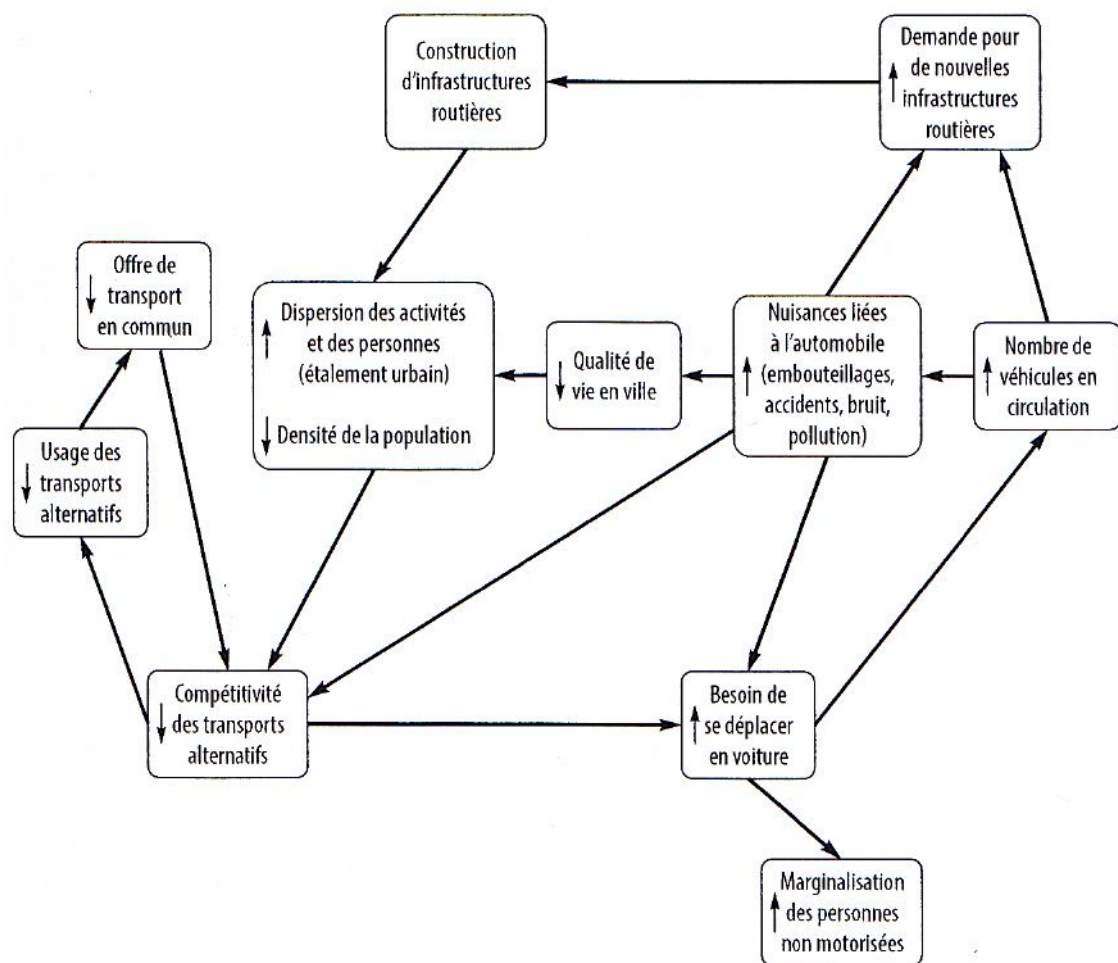 Construction
d'infrastructures
routières
Demande pour
de nouvelles
infrastructures
routières
Offre de
transport
en commun
Dispersion des activités
et des personnes
(étalement urbain)
Densité de la population
Qualité de
vie en ville
Nuisances liées
à l'automobile
(embouteillages,
accidents, bruit,
pollution)
Nombre de
véhicules en
circulation
Usage des
transports
alternatifs
Compétitivité
des transports
alternatifs
Besoin de
se déplacer
en voiture
Marginalisation
des personnes
non motorisées